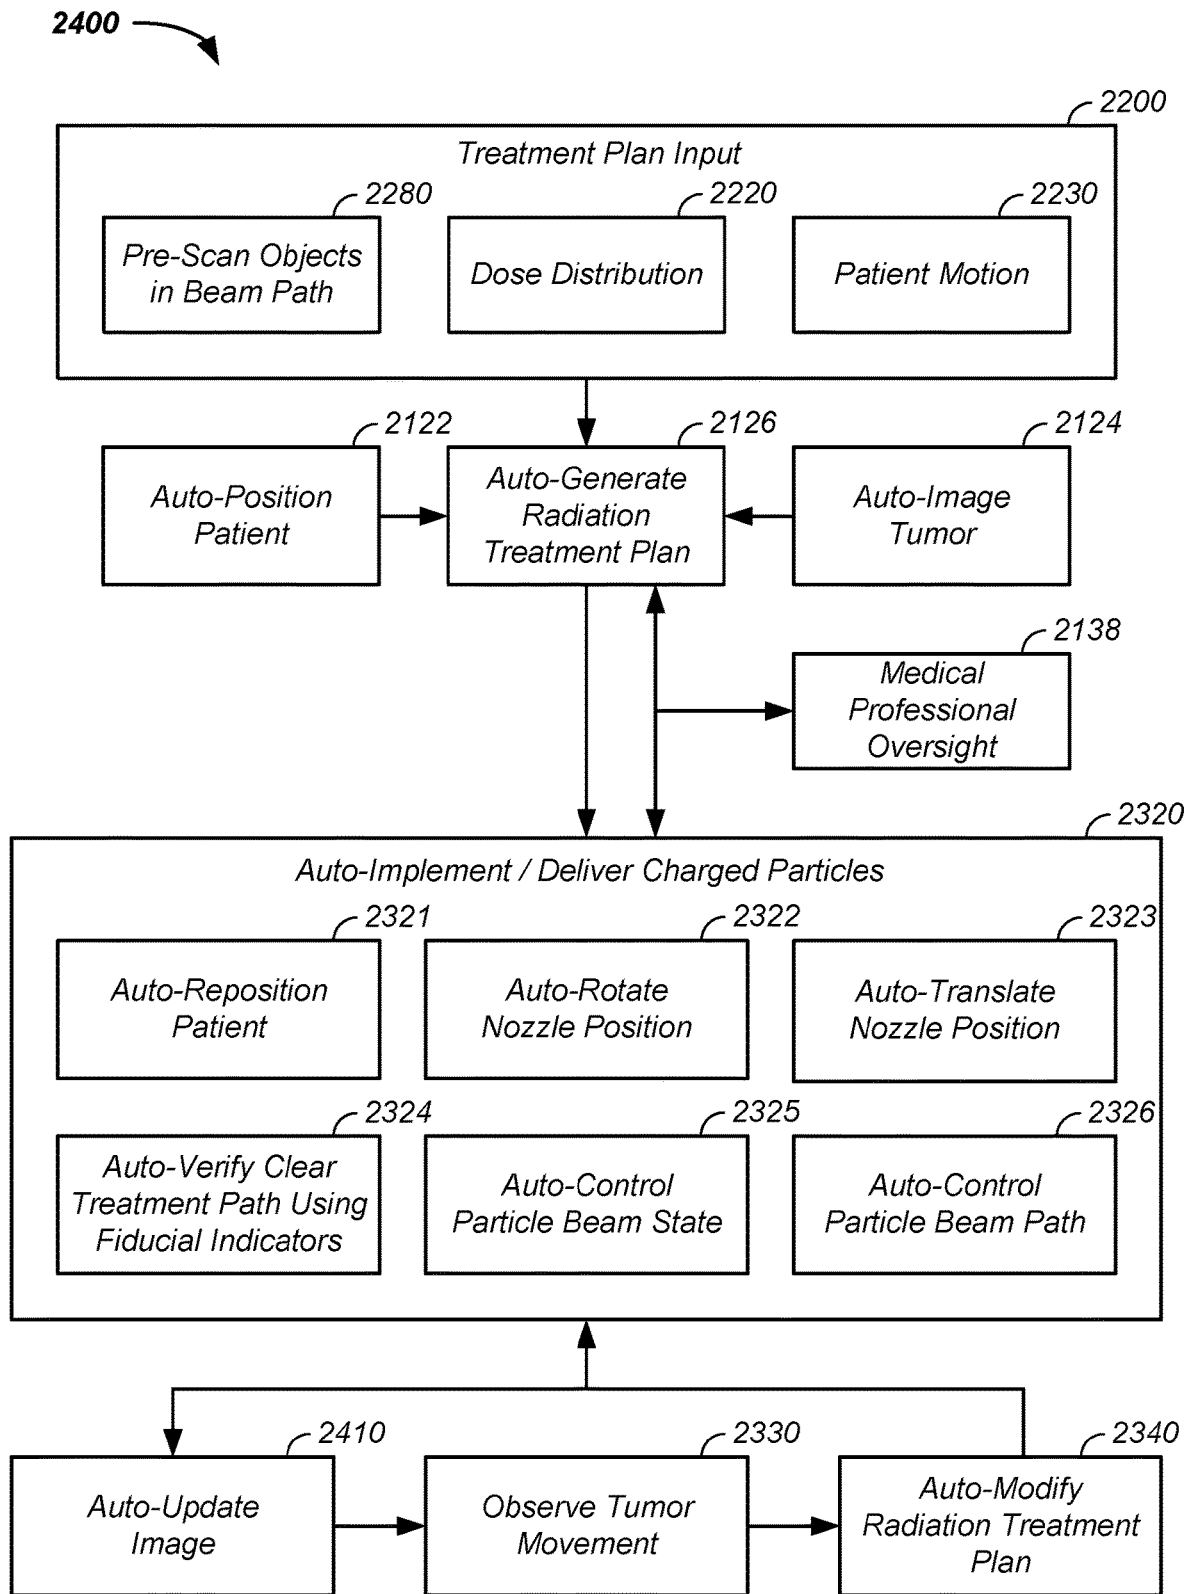 2400
2200
Treatment Plan Input
2280
2220
2230
Pre-Scan Objects
in Beam Path
Dose Distribution
Patient Motion
2122
2126
2124
Auto-Position
Patient
Auto-Generate
Radiation
Treatment Plan
Auto-Image
Tumor
2138
Medical
Professional
Oversight
2320
Auto-Implement / Deliver Charged Particles
2321
2322
2323
Auto-Reposition
Patient
Auto-Rotate
Nozzle Position
Auto-Translate
Nozzle Position
2324
2325
2326
Auto-Verify Clear
Treatment Path Using
Fiducial Indicators
Auto-Control
Particle Beam State
Auto-Control
Particle Beam Path
2410
2330
2340
Auto-Update
Image
Observe Tumor
Movement
Auto-Modify
Radiation Treatment
Plan